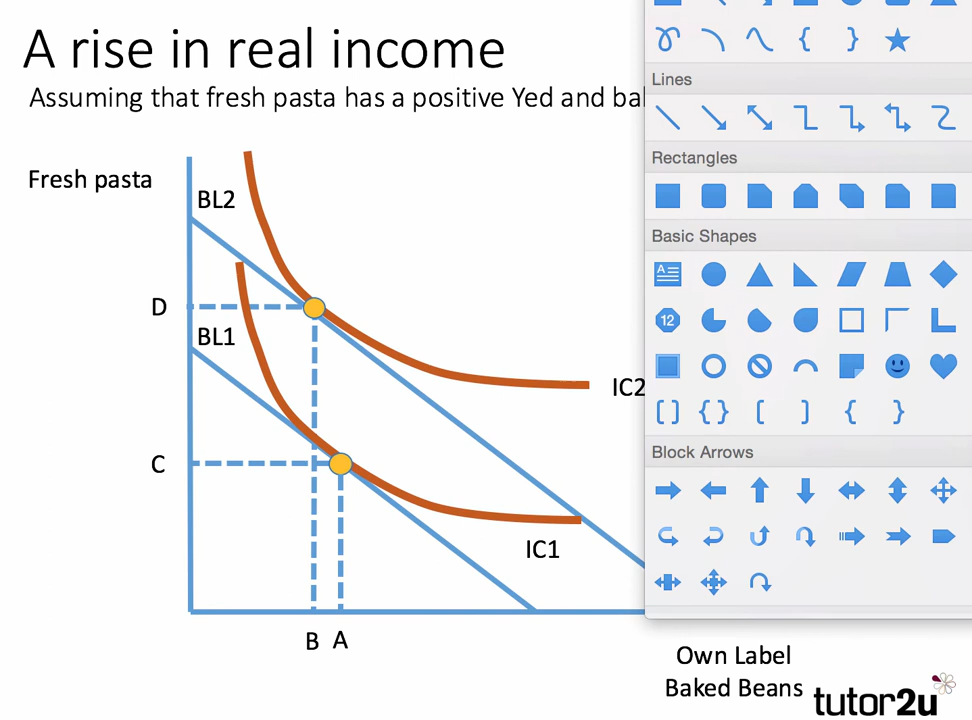 A rise in real income
Assuming that fresh pasta has a positive Yed and
Lines
Rectangles
Fresh pasta
BL2
Basic Shapes
A
D
12
BL1
IC2
Block Arrows
C
IC1
B A
Own Label
Baked Beans
tutor2u